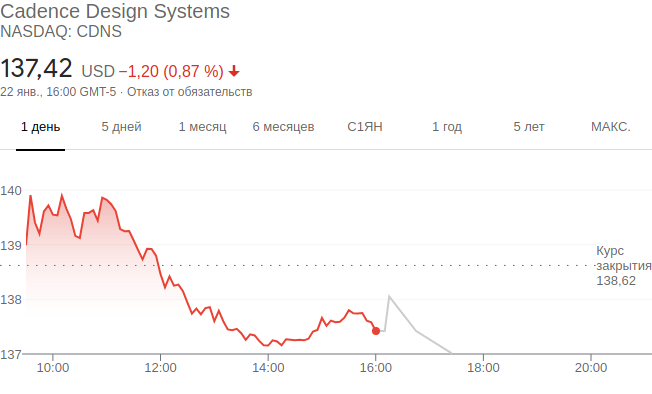 Cadence Design Systems
NASDAQ: CDNS
137,42 USD −1,20 (0,87 %)
22 янв., 16:00 GMT-5 · Отказ от обязательств
1 день 5 дней 1 месяц 6 месяцев С1ЯН 1 год 5 лет МАКС.
140
139
138
137
Курс
закрытия
138,62
10:00 12:00 14:00 16:00 18:00 20:00